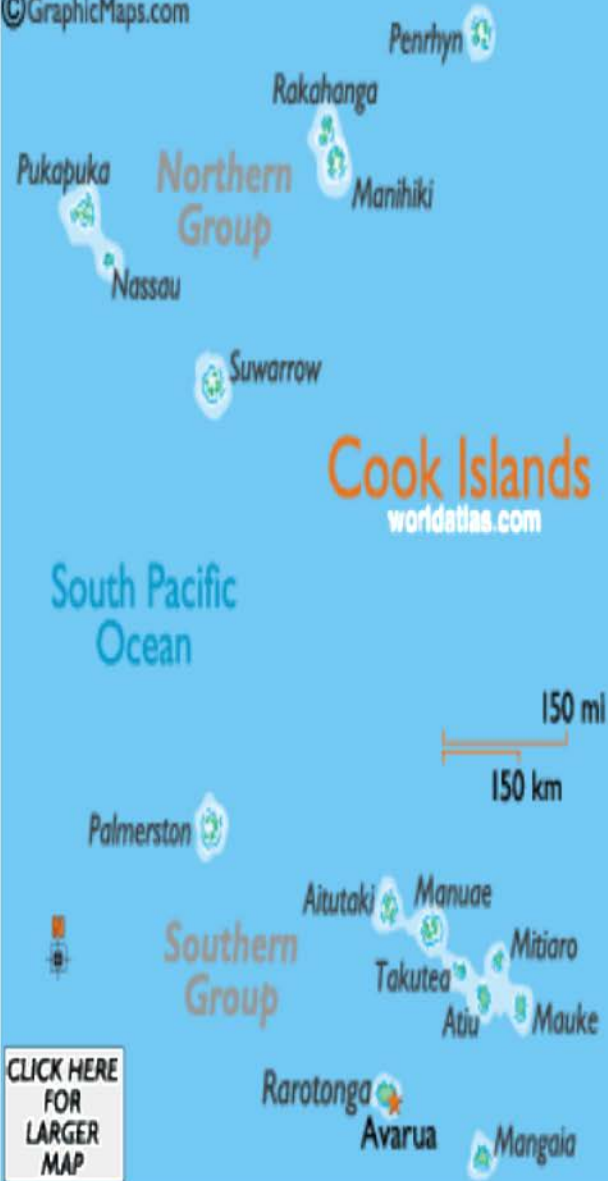 ©GraphicMaps.com
Penrhyn
Rakahanga
Pukapuka
Northern
Group
Manihiki
Nassau
Suwarrow
Cook Islands
worldatlas.com
South Pacific
Ocean
150 mi
150 km
Palmerston
Aitutaki
Manuae
Southern
Group
Mitiaro
Takutea
Atiu
Mauke
CLICK HERE
FOR
LARGER
MAP
Rarotonga
Avarua
Mangaia